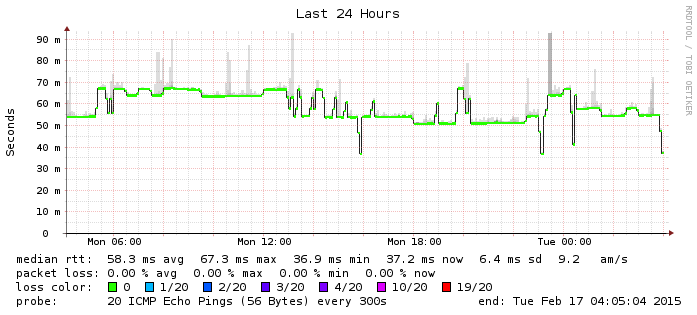 Last 24 Hours
RRDTOOL / TOBI OETIKER
Seconds
90 m
80 m
70 m
60 m
50 m
40 m
30 m
20 m
10 m
0
Mon 06:00 Mon 12:00 Mon 18:00 Tue 00:00
median rtt: 58.3 ms avg 67.3 ms max 36.9 ms min 37.2 ms now 6.4 ms sd 9.2 am/s
packet loss: 0.00 % avg 0.00 % max 0.00 % min 0.00 % now
loss color: 0 1/20 2/20 3/20 4/20 10/20 19/20
probe: 20 ICMP Echo Pings (56 Bytes) every 300s end: Tue Feb 17 04:05:04 2015